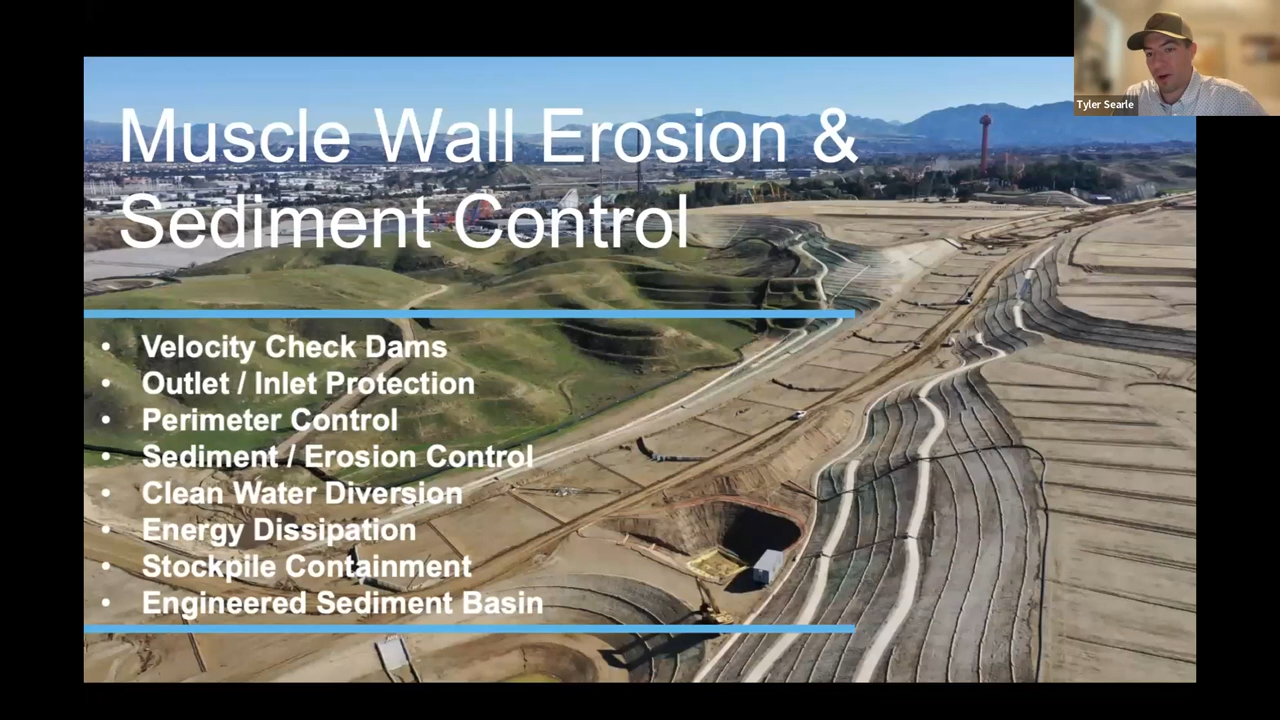 Tyler Searle
Muscle Wall Erosion &
Sediment Control
• Velocity Check Dams
• Outlet / Inlet Protection
• Perimeter Control
• Sediment / Erosion Control
• Clean Water Diversion
• Energy Dissipation
• Stockpile Containment
• Engineered Sediment Basin